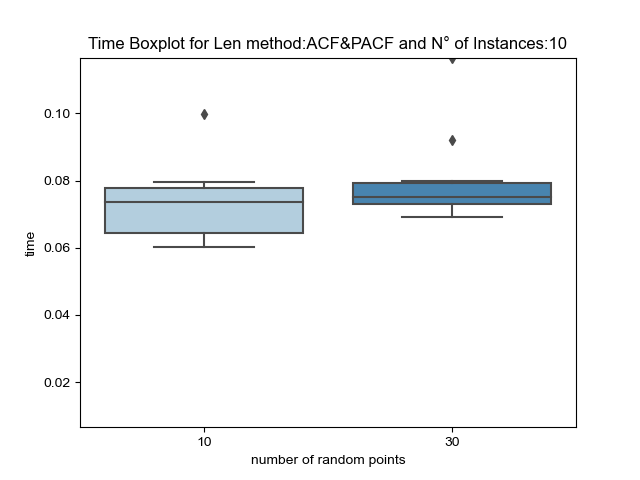 Time Boxplot for Len method:ACF&PACF and N° of Instances:10
0.10
0.08
0.06
0.04
0.02
time
10
30
number of random points